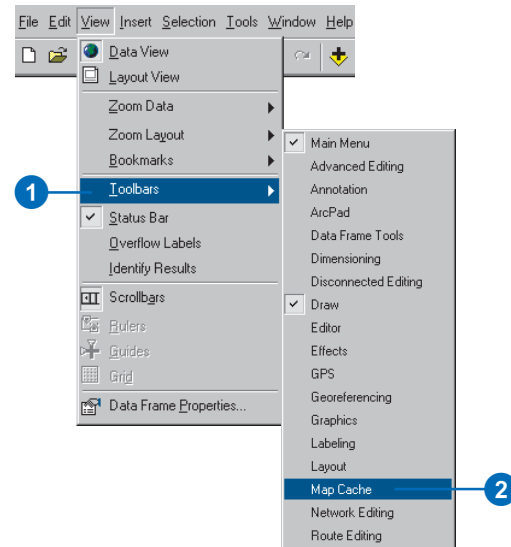 File Edit View Insert Selection Tools Window Help
Data View
Layout View
Zoom Data
Zoom Layout
Bookmarks
1
Toolbars
Status Bar
Overflow Labels
Identify Results
Scrollbars
Rulers
Guides
Grid
Data Frame Properties...
Main Menu
Advanced Editing
Annotation
ArcPad
Data Frame Tools
Dimensioning
Disconnected Editing
Draw
Editor
Effects
GPS
Georeferencing
Graphics
Labeling
Layout
Map Cache
2
Network Editing
Route Editing